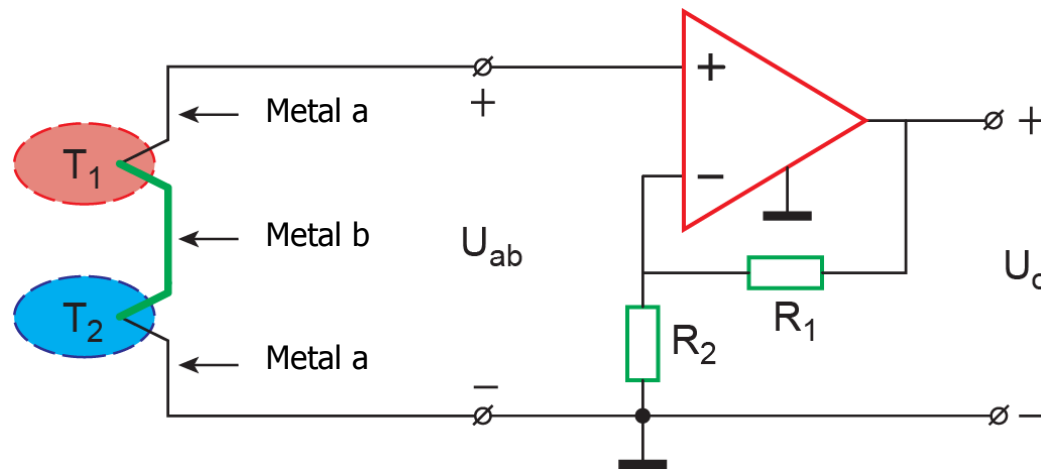 Metal a
+
+
+
T1
−
Metal b
Uab
R1
T2
R2
Metal a
−
−